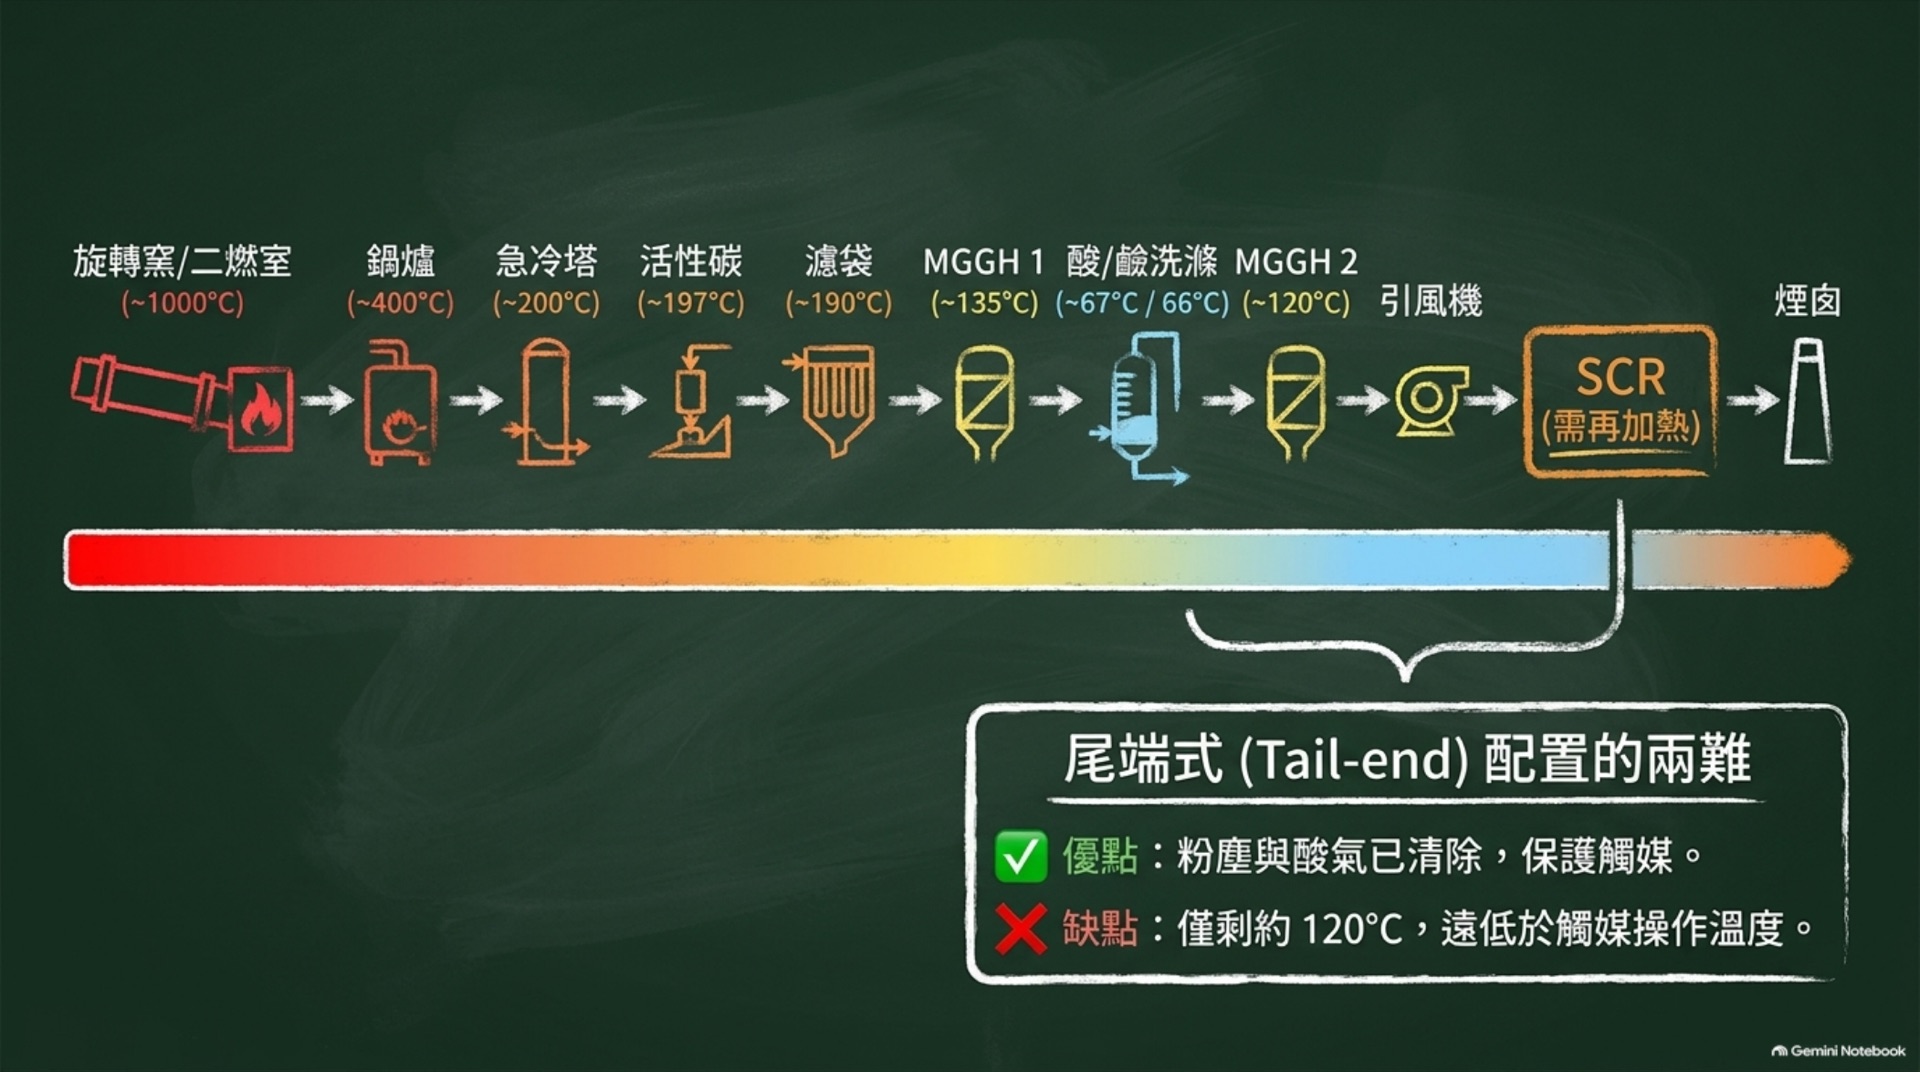 旋轉窯/二燃室
(~1000°C)
鍋爐
(~400°C)
急冷塔
(~200°C)
活性碳
(~197°C)
濾袋
(~190°C)
MGGH 1
(~135°C)
酸/鹼洗滌
(~67°C / 66°C)
MGGH 2
(~120°C)
引風機
SCR
(需再加熱)
煙囪
尾端式 (Tail-end) 配置的兩難
優點：粉塵與酸氣已清除，保護觸媒。
缺點：僅剩約 120°C，遠低於觸媒操作溫度。
Gemini Notebook